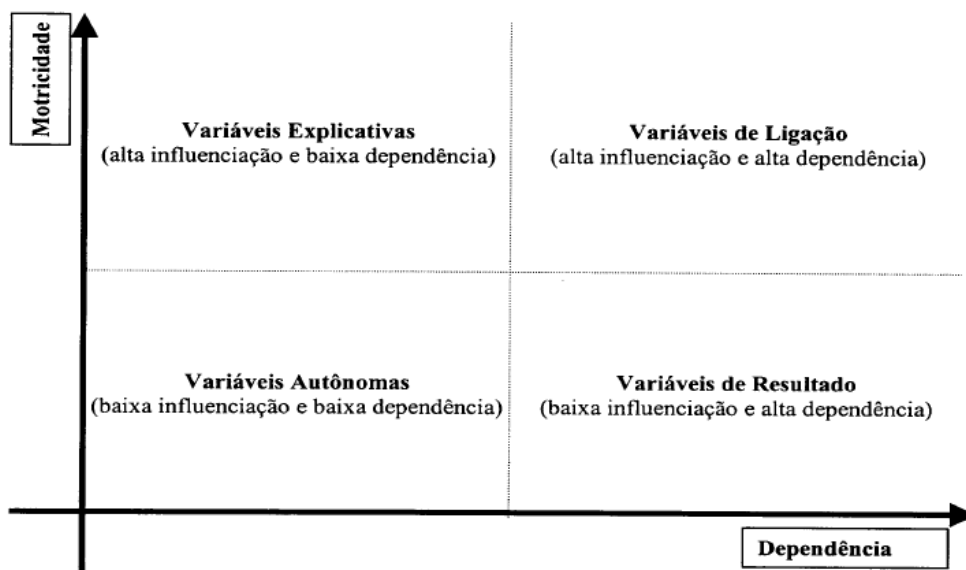 Motricidade
Variáveis Explicativas
(alta influenciação e baixa dependência)
Variáveis de Ligação
(alta influenciação e alta dependência)
Variáveis Autônomas
(baixa influenciação e baixa dependência)
Variáveis de Resultado
(baixa influenciação e alta dependência)
Dependência